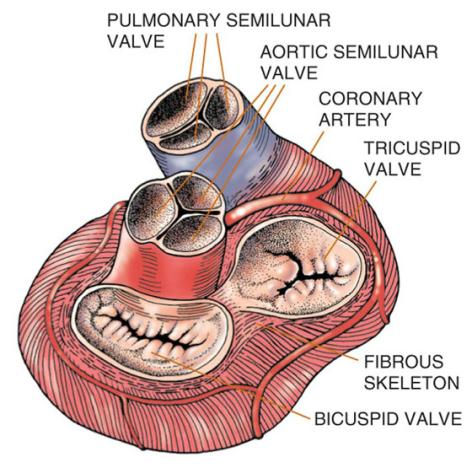 PULMONARY SEMILUNAR
VALVE
AORTIC SEMILUNAR
VALVE
CORONARY
ARTERY
TRICUSPID
VALVE
FIBROUS
SKELETON
BICUSPID VALVE